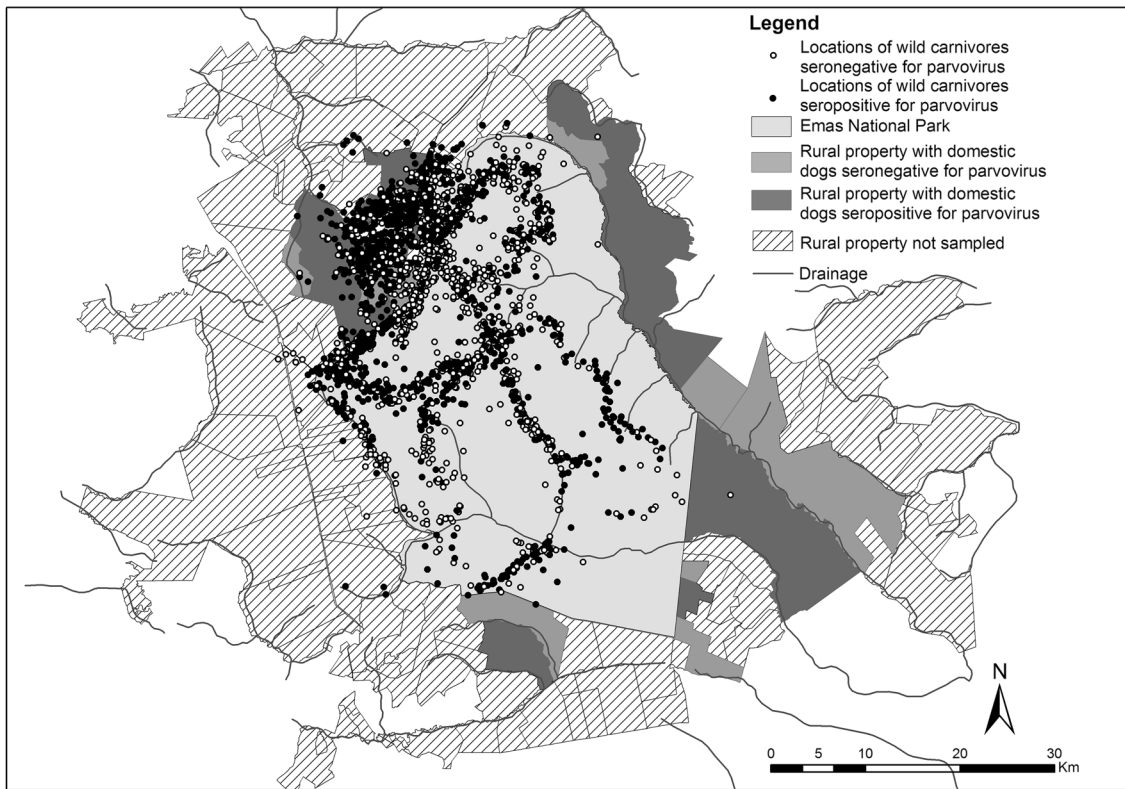 Legend
Locations of wild carnivores
seronegative for parvovirus
Locations of wild carnivores
seropositive for parvovirus
Emas National Park
Rural property with domestic
dogs seronegative for parvovirus
Rural property with domestic
dogs seropositive for parvovirus
Rural property not sampled
Drainage
N
0 5 10 20 30
Km